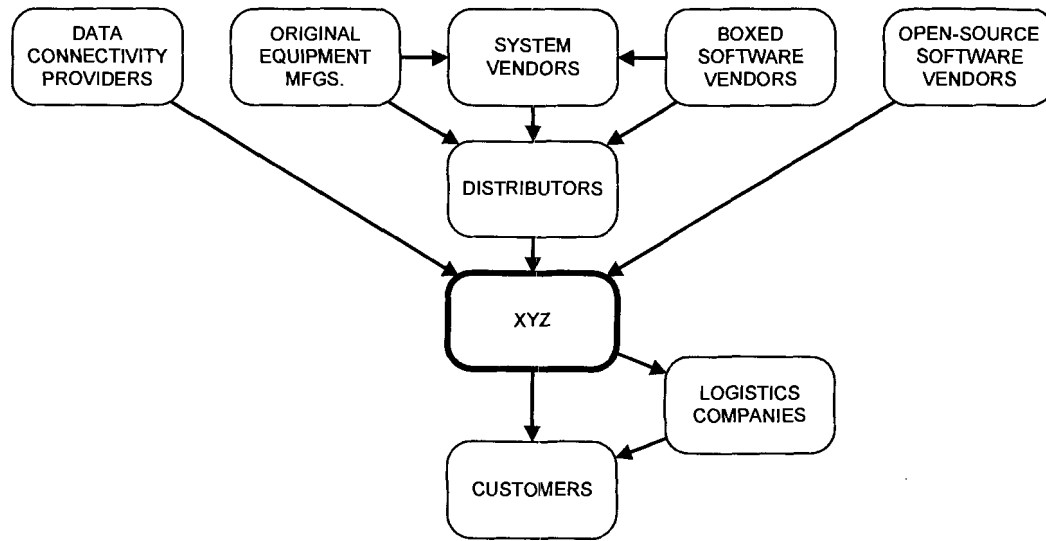 DATA
CONNECTIVITY
PROVIDERS
ORIGINAL
EQUIPMENT
MFGS.
SYSTEM
VENDORS
BOXED
SOFTWARE
VENDORS
OPEN-SOURCE
SOFTWARE
VENDORS
DISTRIBUTORS
XYZ
LOGISTICS
COMPANIES
CUSTOMERS